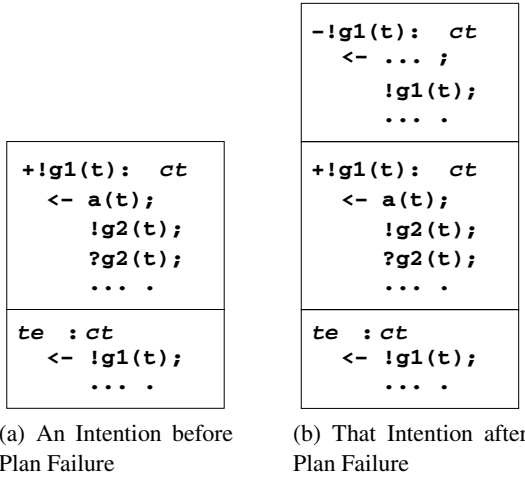 +!g1(t): ct
<- a(t);
!g2(t);
?g2(t);
... .
te : ct
<- !g1(t);
... .
(a) An Intention before
Plan Failure
-!g1(t): ct
<- ... ;
!g1(t);
... .
+!g1(t): ct
<- a(t);
!g2(t);
?g2(t);
... .
te : ct
<- !g1(t);
... .
(b) That Intention after
Plan Failure